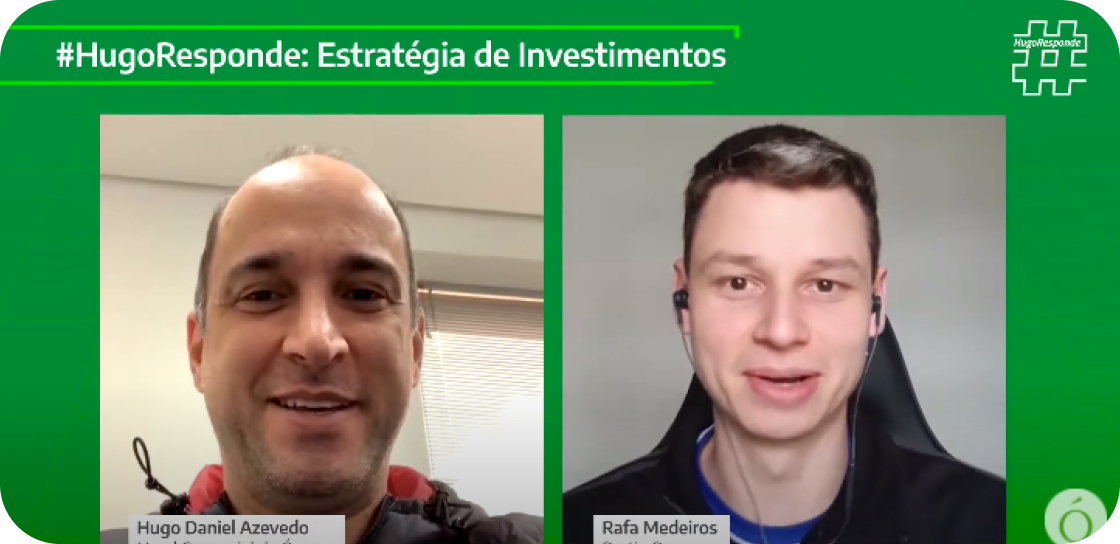 #HugoResponde: Estratégia de Investimentos
HugoResponde
Hugo Daniel Azevedo
Rafa Medeiros
Ó